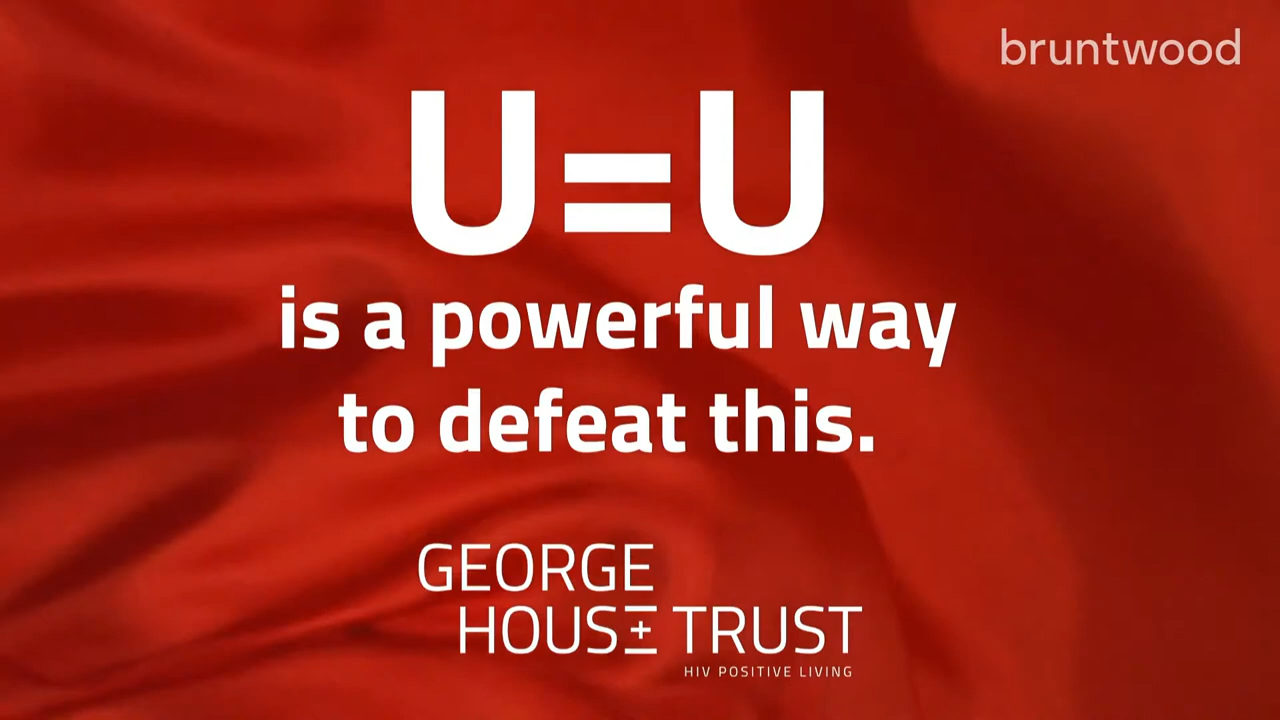 bruntwood
U=U
is a powerful way
to defeat this.
GEORGE
HOUSE TRUST
HIV POSITIVE LIVING